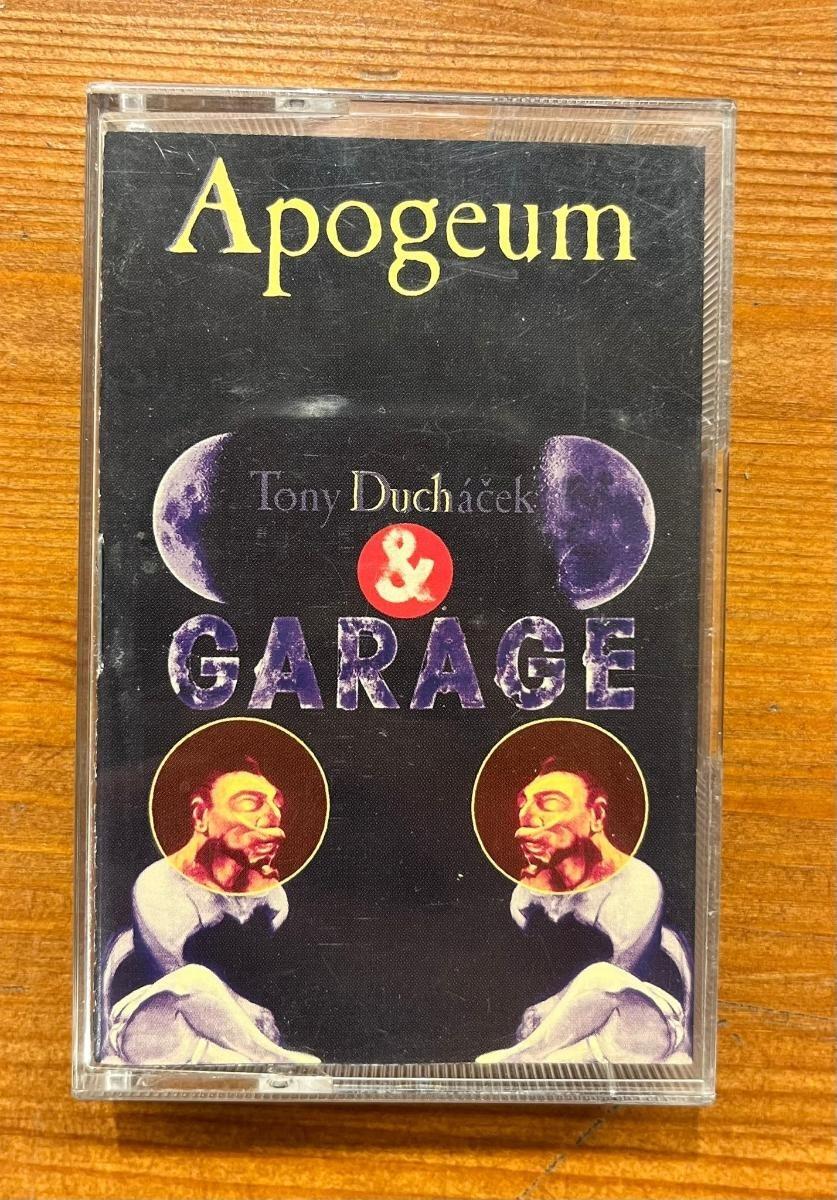 Apogeum
Tony Ducháček
&
GARAGE